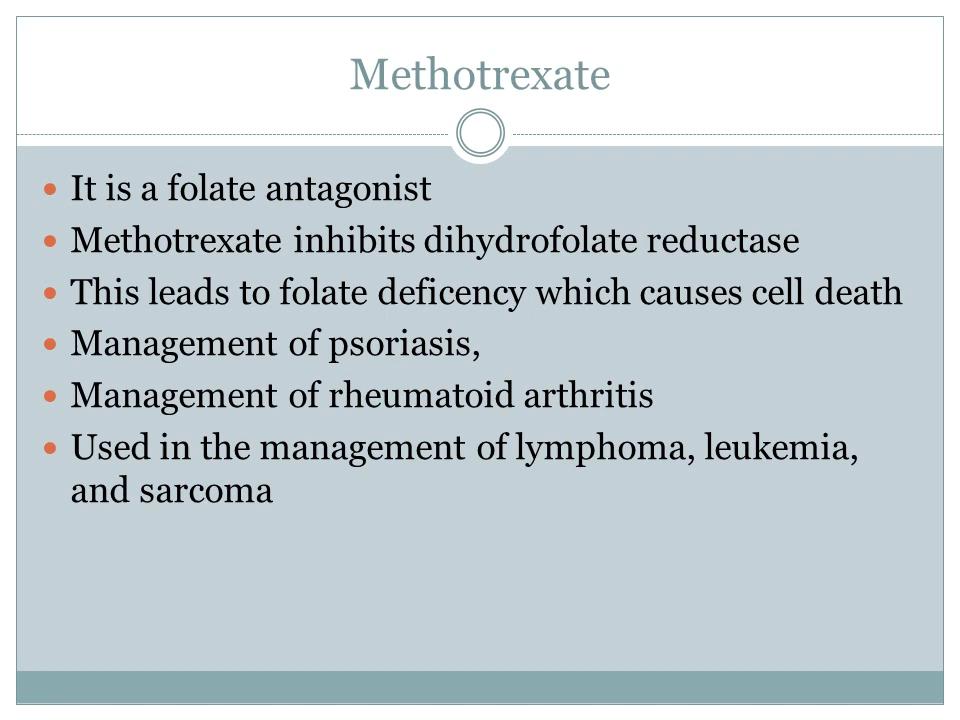 Methotrexate
It is a folate antagonist
Methotrexate inhibits dihydrofolate reductase
This leads to folate deficency which causes cell death
Management of psoriasis,
Management of rheumatoid arthritis
Used in the management of lymphoma, leukemia,
and sarcoma